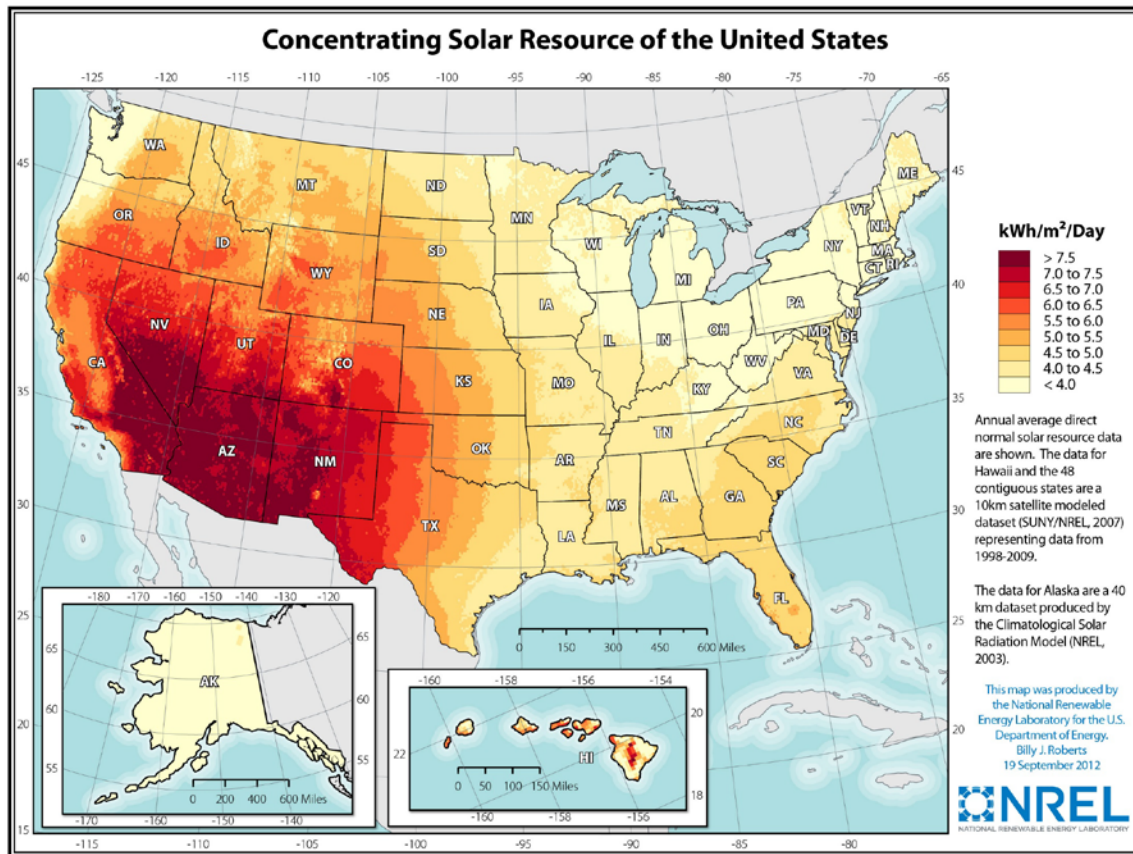 Concentrating Solar Resource of the United States
-125 -120 -115 -110 -105 -100 -95 -90 -85 -80 -75 -70 -65
WA
MT
ND
MN
ME
45
45
OR
ID
WY
SD
WI
MI
NY
VT
NH
MA
CT
RI
40
40
NV
UT
CO
NE
IA
IL
IN
OH
PA
NJ
MD
DE
WV
VA
CA
KS
MO
KY
35
35
AZ
NM
OK
AR
TN
NC
SC
30
30
TX
LA
MS
AL
GA
FL
25
25
20
20
15
-115 -105 -100 -95 -90 -85 -80
0 150 300 450 600 Miles
-180 -170 -160 -150 -140 -130 -120
65
65
60
60
55
55
AK
0 200 400 600 Miles
-170 -160 -150 -140
-160 -158 -156 -154
22
20
18
HI
0 50 100 150 Miles
-160 -158 -156
kWh/m²/Day
> 7.5
7.0 to 7.5
6.5 to 7.0
6.0 to 6.5
5.5 to 6.0
5.0 to 5.5
4.5 to 5.0
4.0 to 4.5
< 4.0
Annual average direct
normal solar resource data
are shown. The data for
Hawaii and the 48
contiguous states are a
10km satellite modeled
dataset (SUNY/NREL, 2007)
representing data from
1998-2009.
The data for Alaska are a 40
km dataset produced by
the Climatological Solar
Radiation Model (NREL,
2003).
This map was produced by
the National Renewable
Energy Laboratory for the U.S.
Department of Energy.
Billy J. Roberts
19 September 2012
NREL
NATIONAL RENEWABLE ENERGY LABORATORY